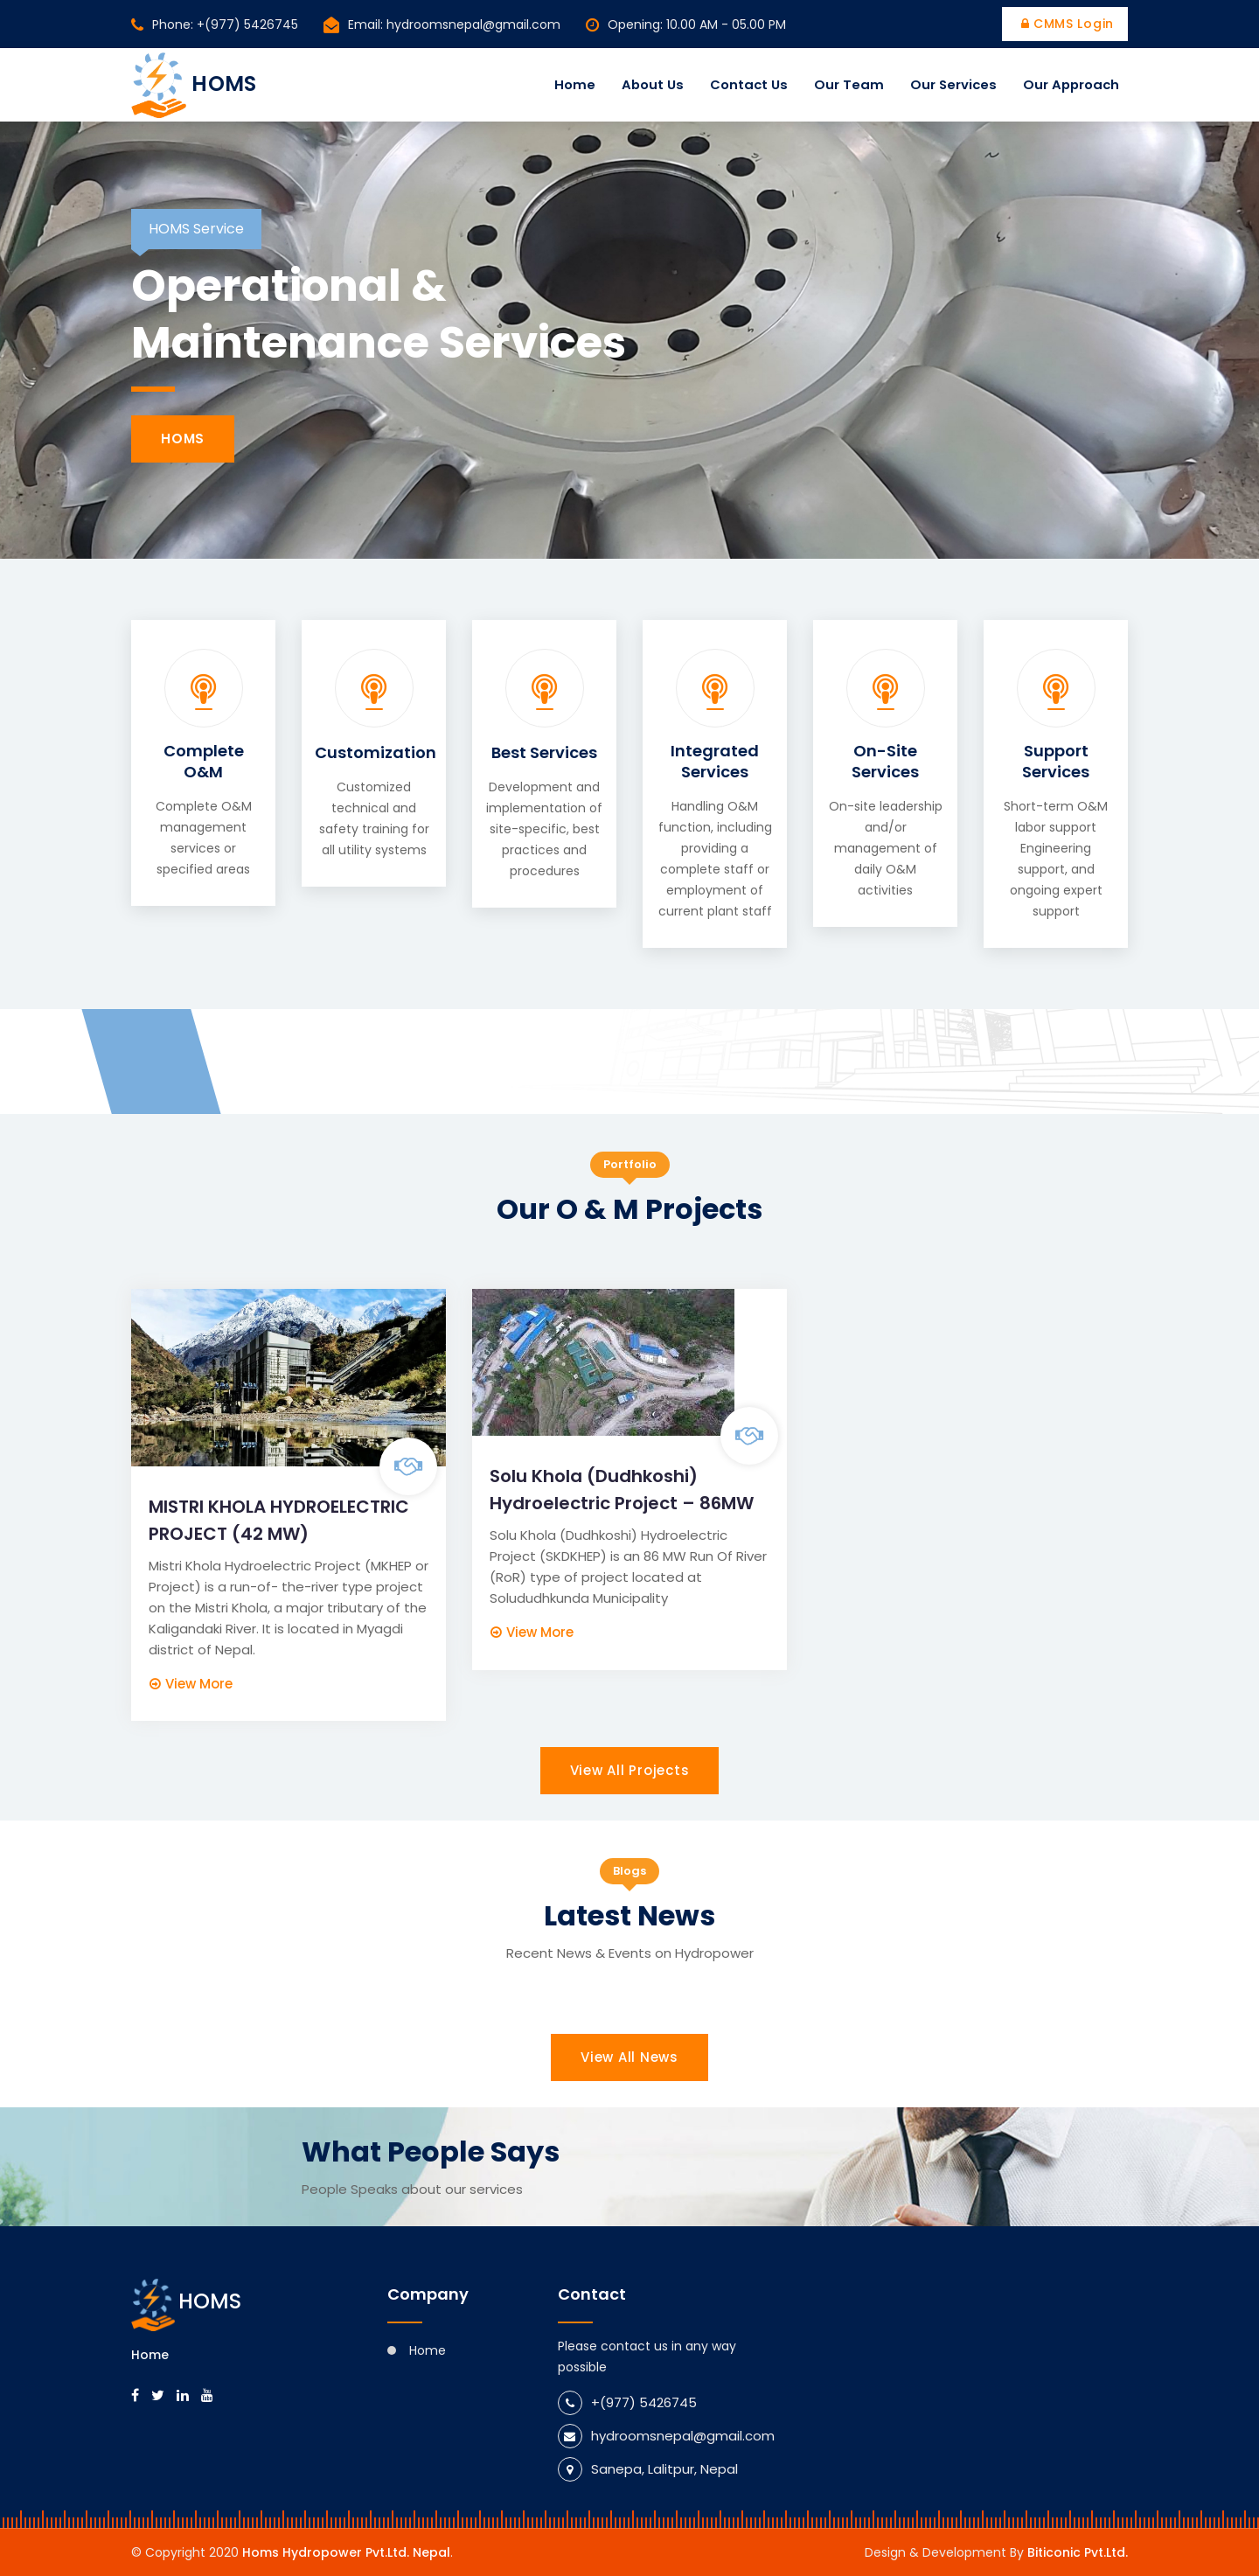 Phone: +(977) 5426745
Email: hydroomsnepal@gmail.com
Opening: 10.00 AM - 05.00 PM
CMMS Login
HOMS
Home
About Us
Contact Us
Our Team
Our Services
Our Approach
HOMS Service
Operational &
Maintenance Services
HOMS
Complete
O&M
Complete O&M
management
services or
specified areas
Customization
Customized
technical and
safety training for
all utility systems
Best Services
Development and
implementation of
site-specific, best
practices and
procedures
Integrated
Services
Handling O&M
function, including
providing a
complete staff or
employment of
current plant staff
On-Site
Services
On-site leadership
and/or
management of
daily O&M
activities
Support
Services
Short-term O&M
labor support
Engineering
support, and
ongoing expert
support
Portfolio
Our O & M Projects
MISTRI KHOLA HYDROELECTRIC
PROJECT (42 MW)
Mistri Khola Hydroelectric Project (MKHEP or
Project) is a run-of- the-river type project
on the Mistri Khola, a major tributary of the
Kaligandaki River. It is located in Myagdi
district of Nepal.
View More
Solu Khola (Dudhkoshi)
Hydroelectric Project – 86MW
Solu Khola (Dudhkoshi) Hydroelectric
Project (SKDKHEP) is an 86 MW Run Of River
(RoR) type of project located at
Solududhkunda Municipality
View More
View All Projects
Blogs
Latest News
Recent News & Events on Hydropower
View All News
What People Says
People Speaks about our services
HOMS
Home
Company
Home
Contact
Please contact us in any way
possible
+(977) 5426745
hydroomsnepal@gmail.com
Sanepa, Lalitpur, Nepal
© Copyright 2020 Homs Hydropower Pvt.Ltd. Nepal.
Design & Development By Biticonic Pvt.Ltd.